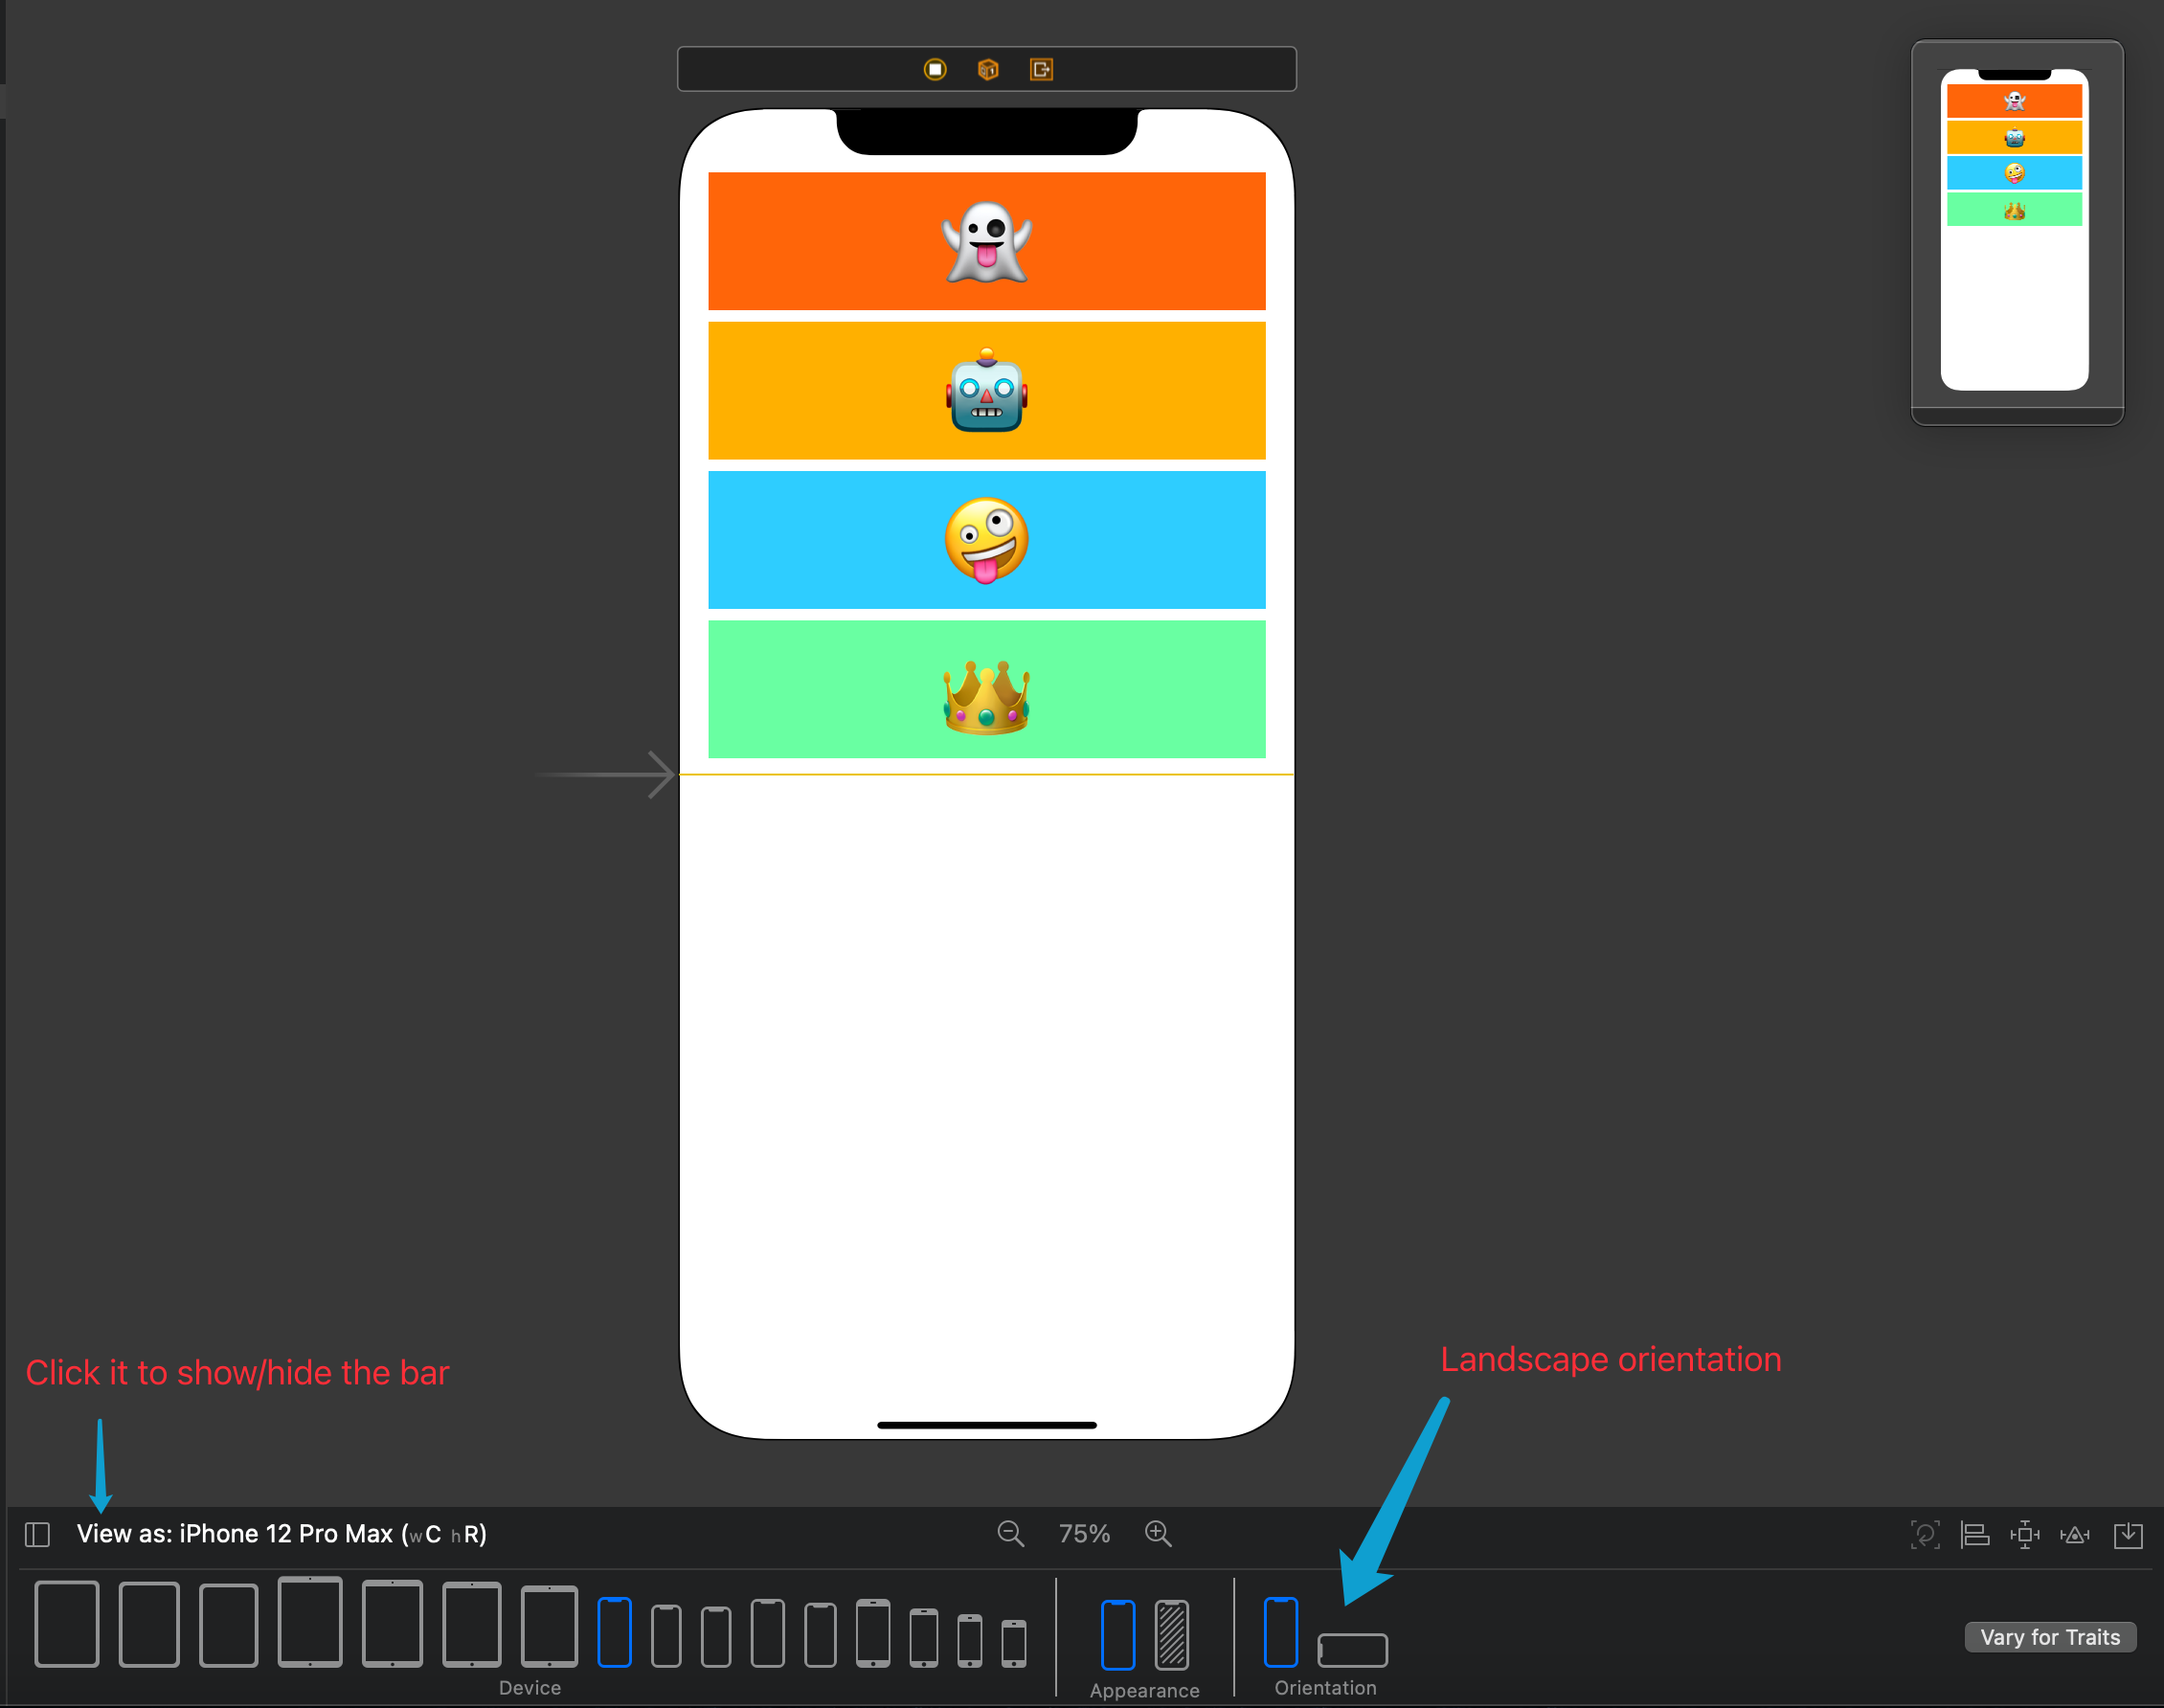 Click it to show/hide the bar
Landscape orientation
View as: iPhone 12 Pro Max (wC hR)
75%
Device
Appearance
Orientation
Vary for Traits